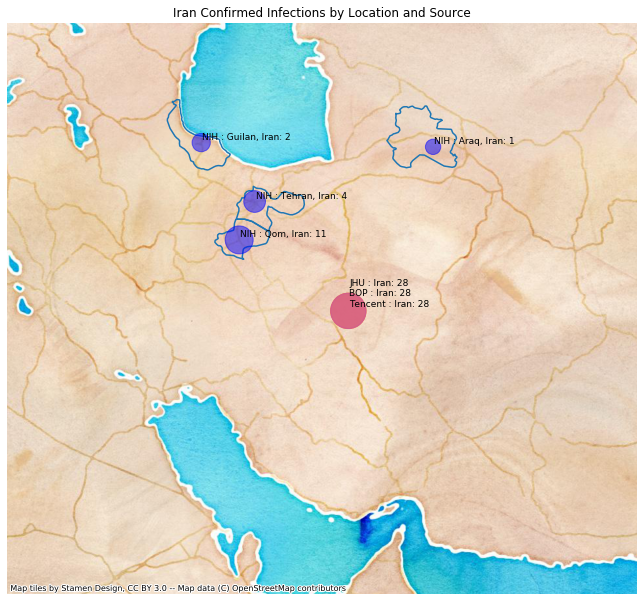 Iran Confirmed Infections by Location and Source
NIH : Guilan, Iran: 2
NIH : Araq, Iran: 1
NIH : Tehran, Iran: 4
NIH : Qom, Iran: 11
JHU : Iran: 28
BOP : Iran: 28
Tencent : Iran: 28
Map tiles by Stamen Design, CC BY 3.0 -- Map data (C) OpenStreetMap contributors